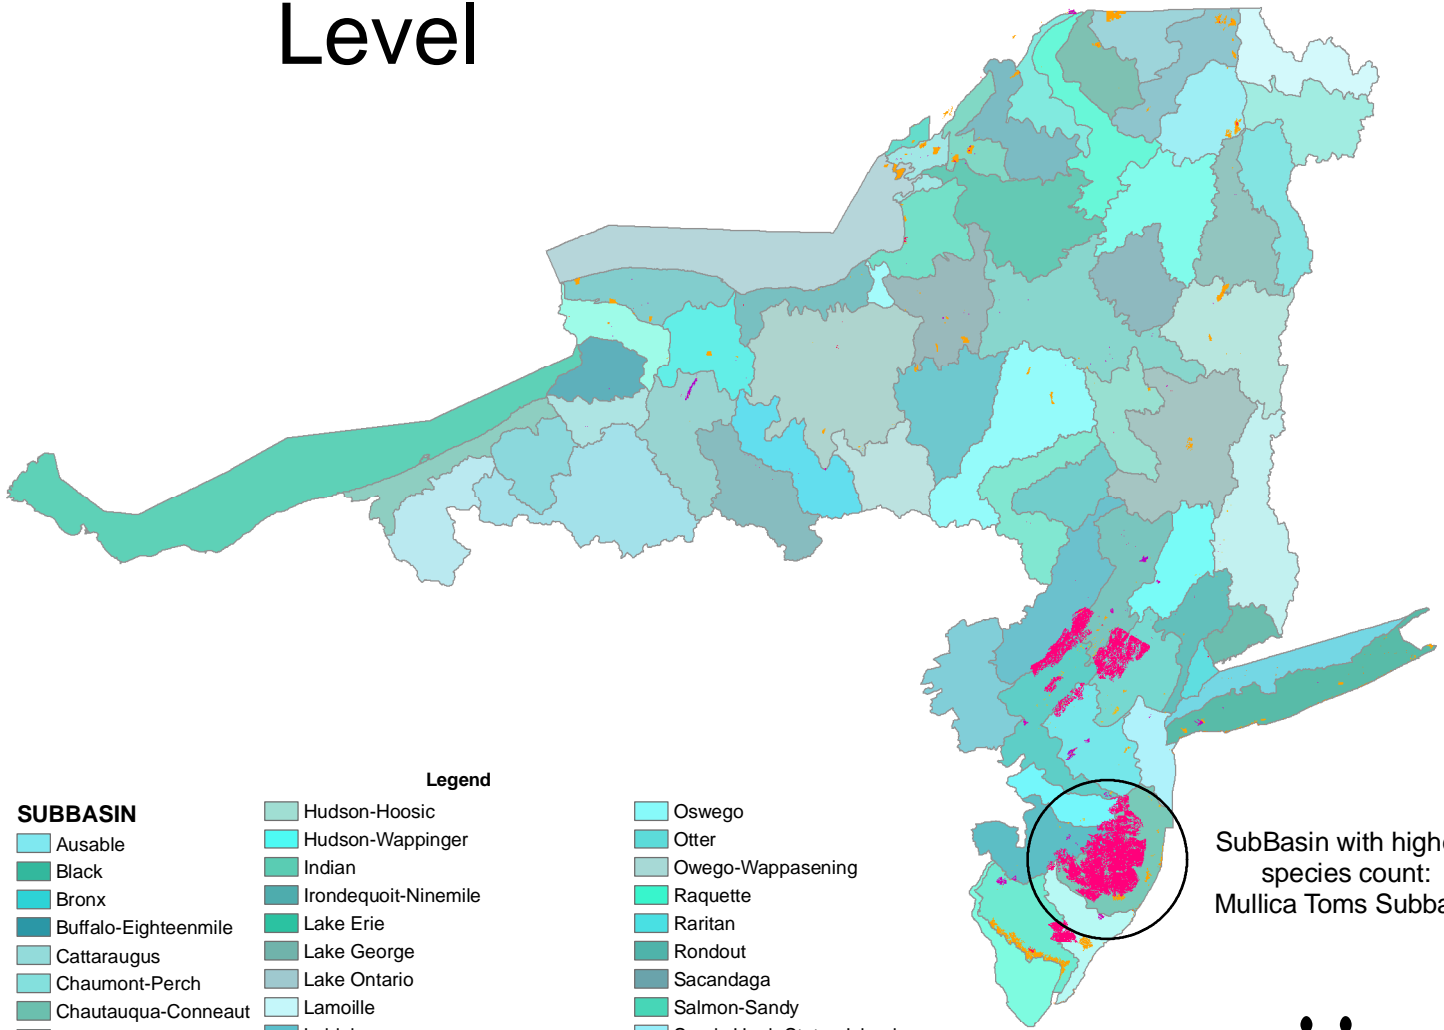 Level
Legend
SUBBASIN
Ausable
Black
Bronx
Buffalo-Eighteenmile
Cattaraugus
Chaumont-Perch
Chautauqua-Conneaut
Hudson-Hoosic
Hudson-Wappinger
Indian
Irondequoit-Ninemile
Lake Erie
Lake George
Lake Ontario
Lamoille
Oswego
Otter
Owego-Wappasening
Raquette
Raritan
Rondout
Sacandaga
Salmon-Sandy
SubBasin with highe
species count:
Mullica Toms Subba